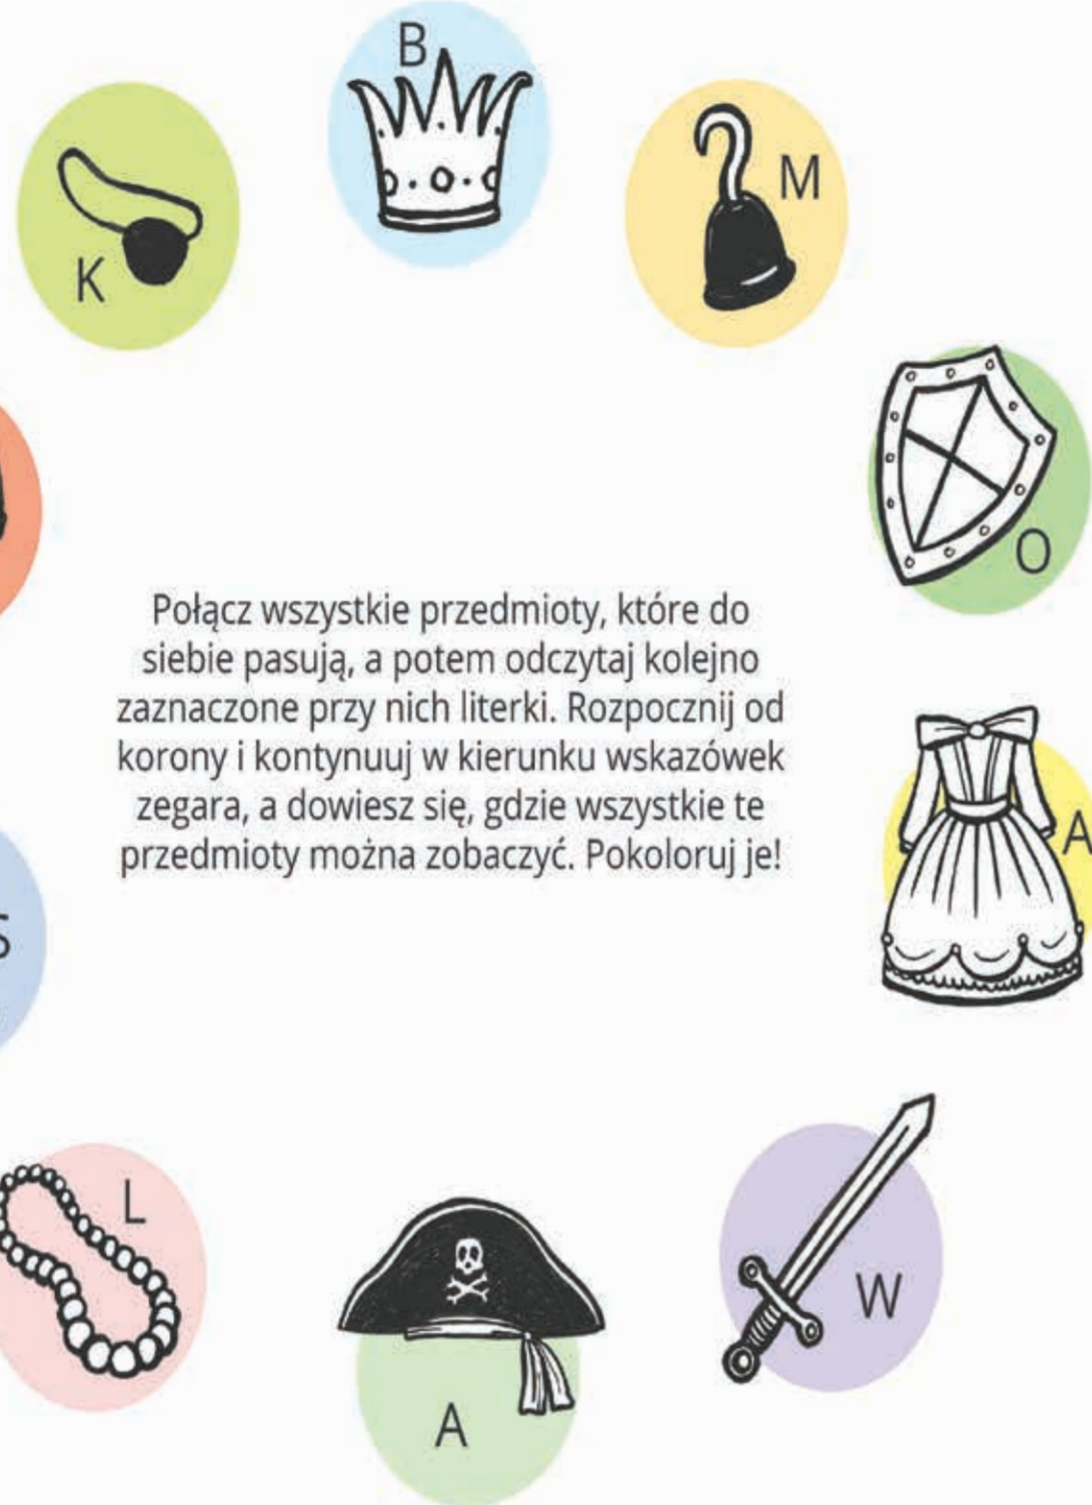 B
M
K
O
Połącz wszystkie przedmioty, które do
siebie pasują, a potem odczytaj kolejno
zaznaczone przy nich literki. Rozpocznij od
korony i kontynuuj w kierunku wskazówek
zegara, a dowiesz się, gdzie wszystkie te
przedmioty można zobaczyć. Pokoloruj je!
A
S
L
W
A